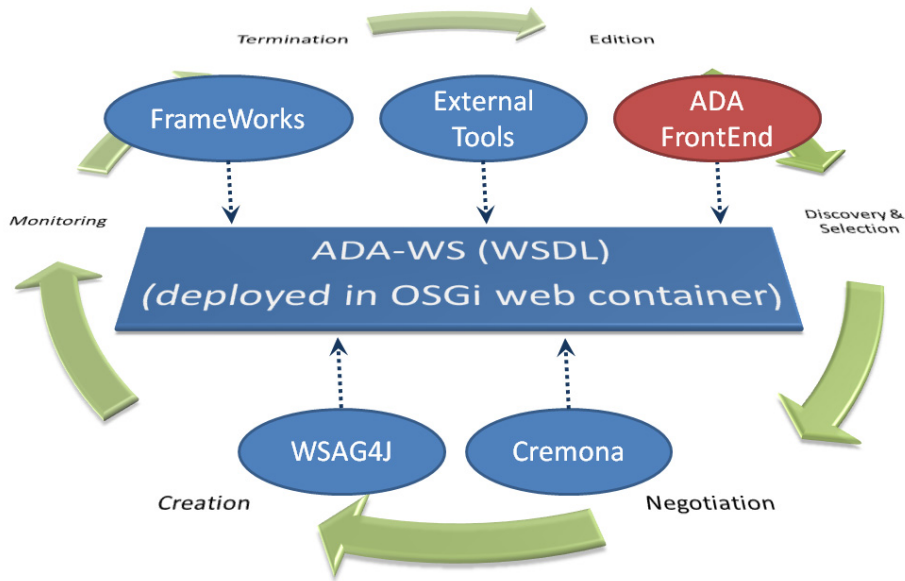 Termination
Edition
FrameWorks
External
Tools
ADA
FrontEnd
Monitoring
Discovery &
Selection
ADA-WS (WSDL)
(deployed in OSGi web container)
WSAG4J
Cremona
Creation
Negotiation